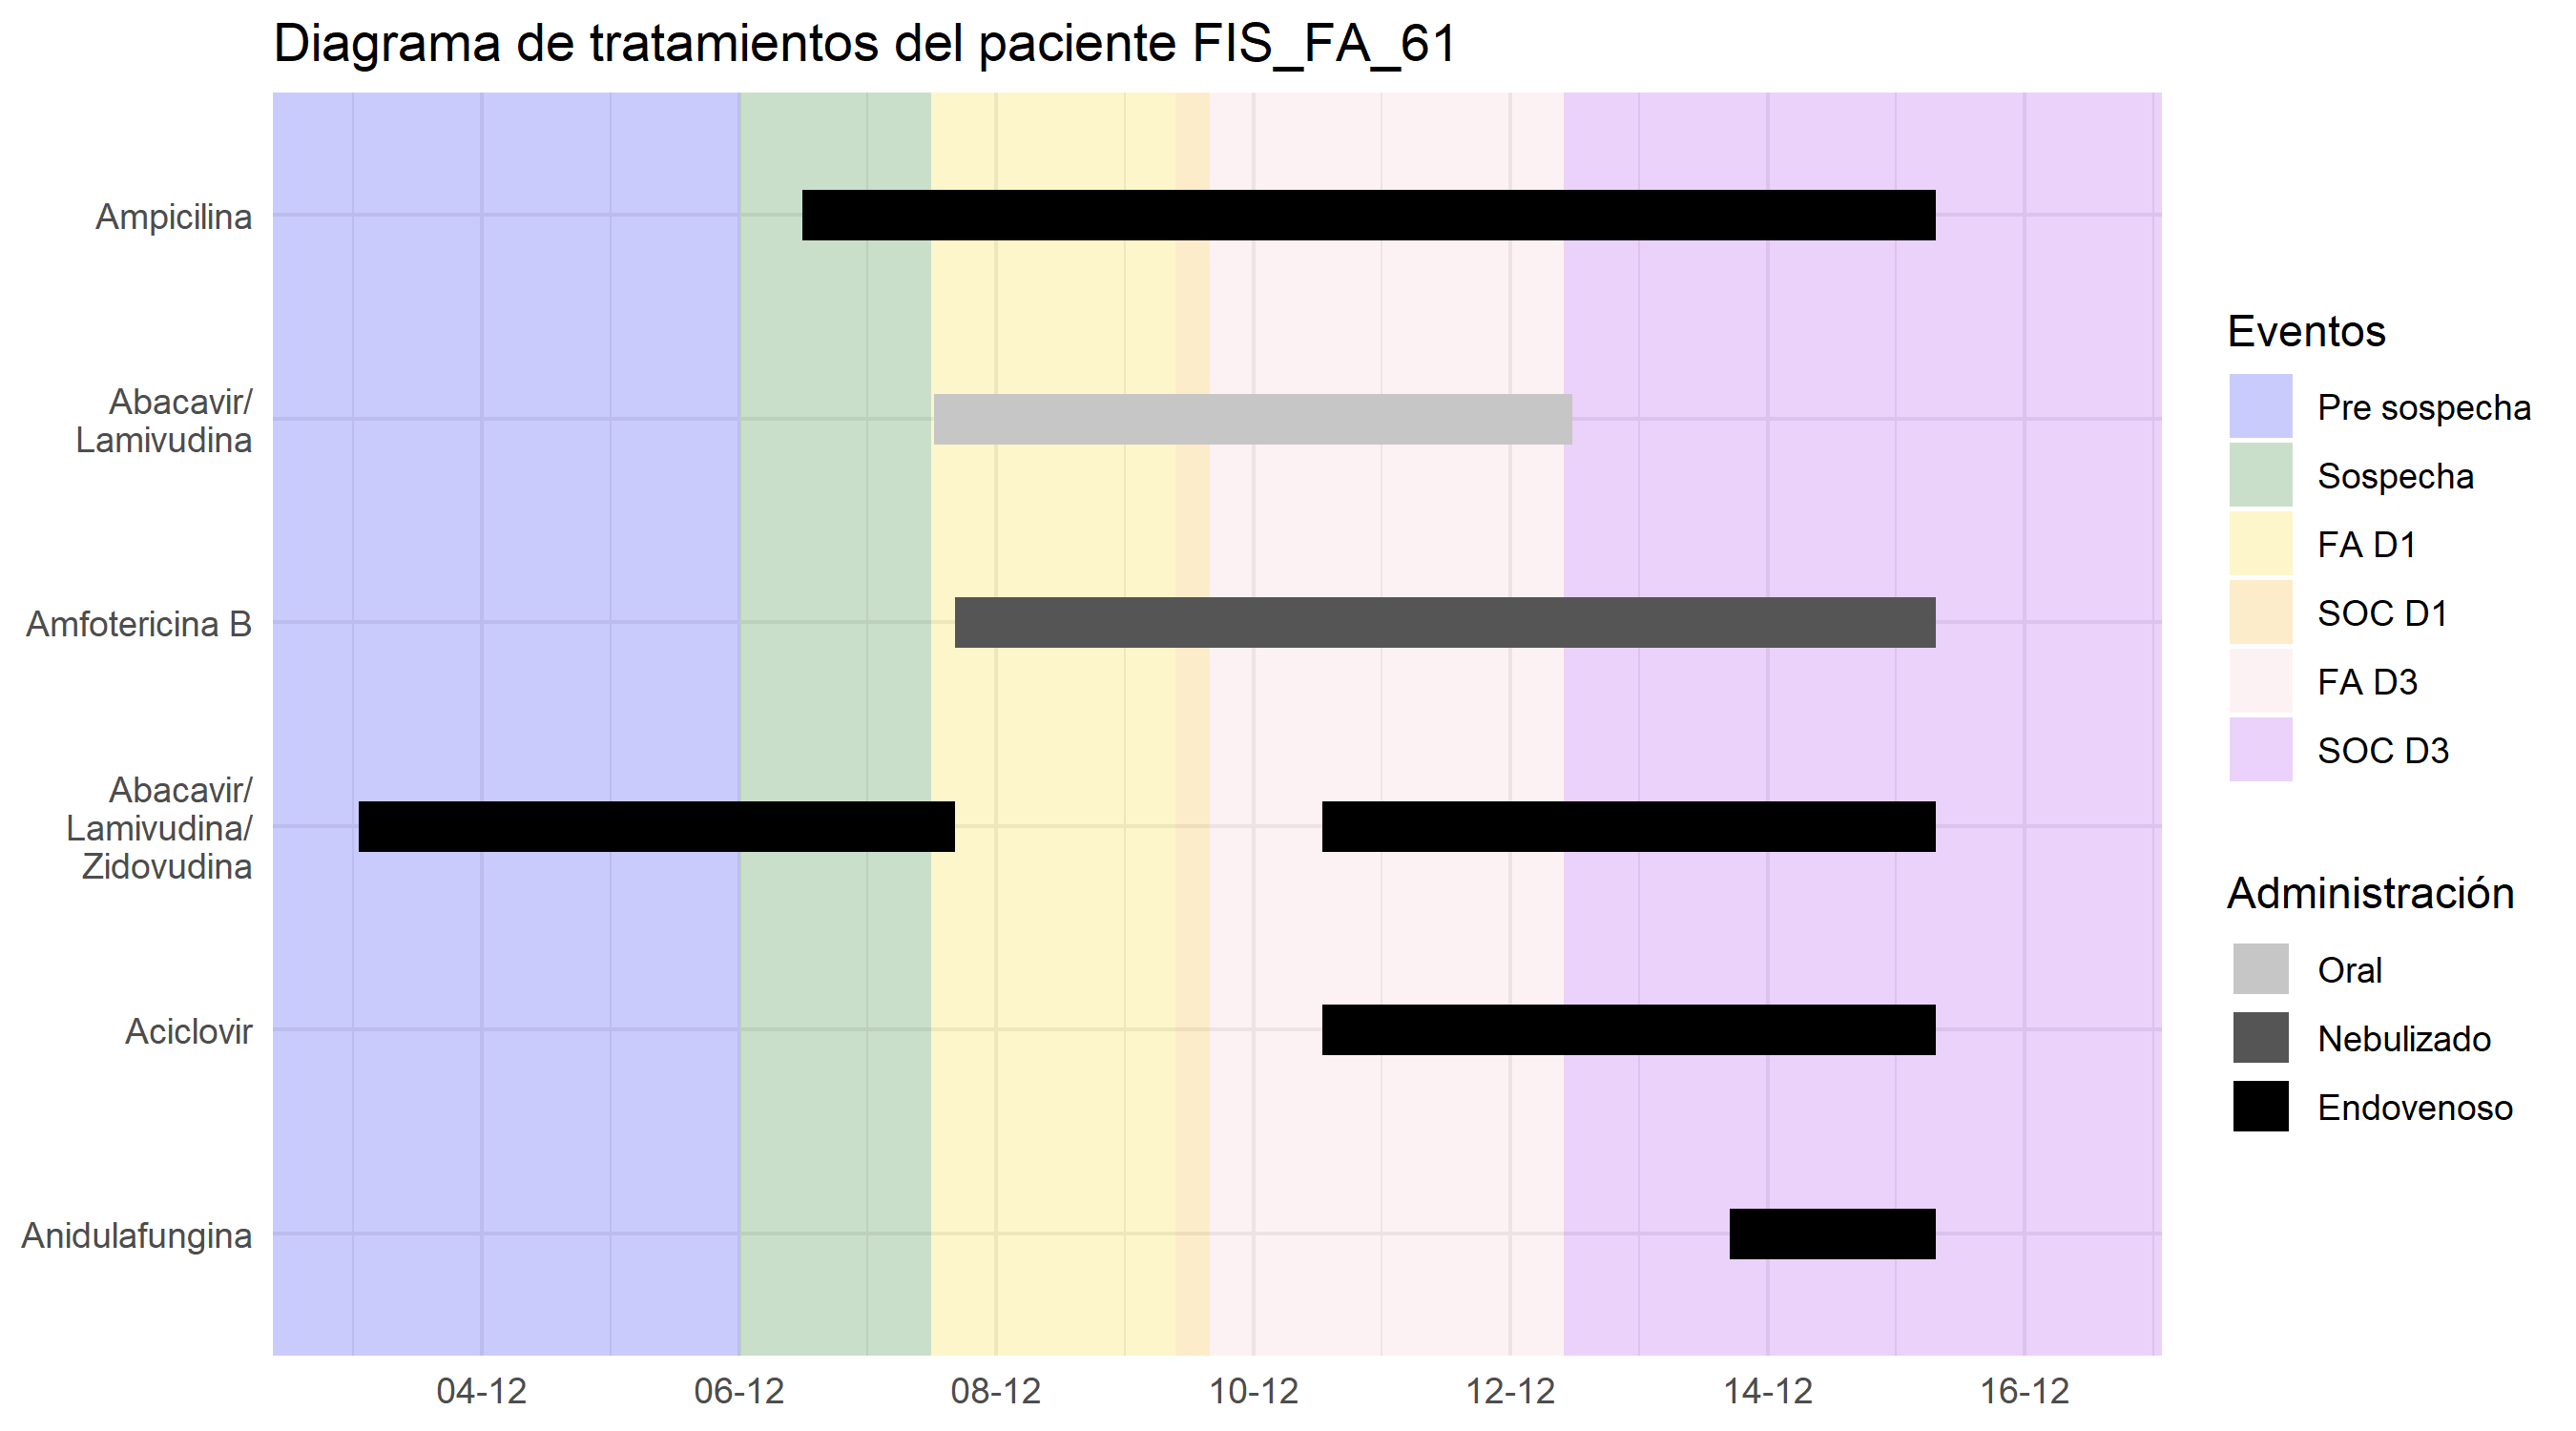 Diagrama de tratamientos del paciente FIS_FA_61
Ampicilina
Abacavir/
Lamivudina
Amfotericina B
Abacavir/
Lamivudina/
Zidovudina
Aciclovir
Anidulafungina
04-12
06-12
08-12
10-12
12-12
14-12
16-12
Eventos
Pre sospecha
Sospecha
FA D1
SOC D1
FA D3
SOC D3
Administración
Oral
Nebulizado
Endovenoso